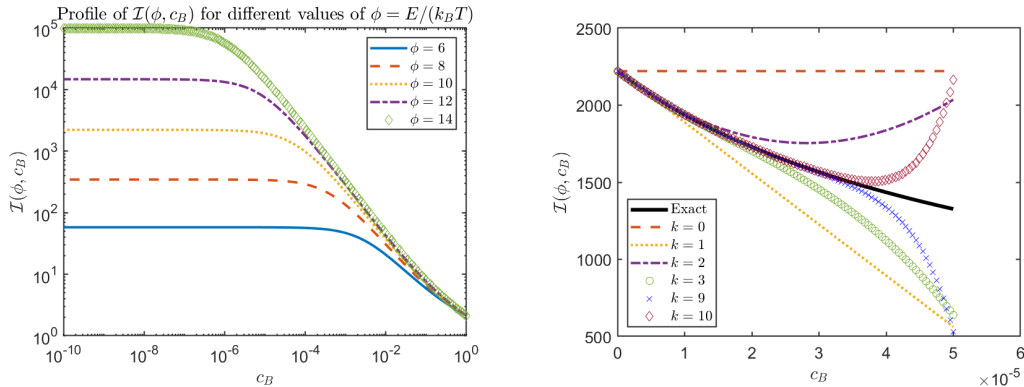 Profile of 𝓘(ϕ, c_B) for different values of ϕ = E/(k_BT)
10^5
10^4
10^3
10^2
10^1
10^0
𝓘(ϕ, c_B)
ϕ = 6
ϕ = 8
ϕ = 10
ϕ = 12
ϕ = 14
10^-10 10^-8 10^-6 10^-4 10^-2 10^0
c_B
2500
2000
1500
1000
500
𝓘(ϕ, c_B)
Exact
k = 0
k = 1
k = 2
k = 3
k = 9
k = 10
0 1 2 3 4 5 6
c_B
×10^-5